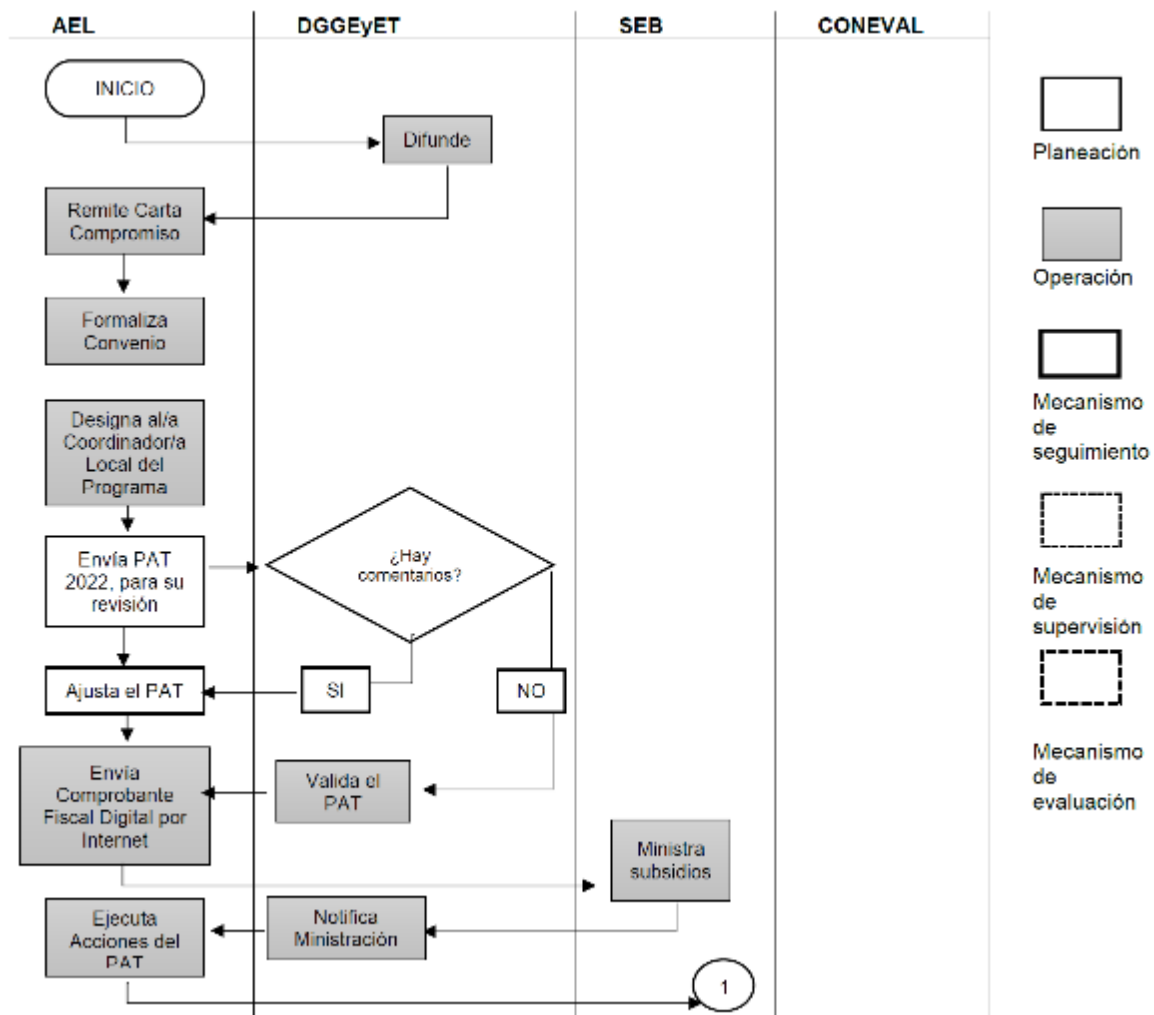 AEL DGGEyET SEB CONEVAL
INICIO
Difunde
Remite Carta
Compromiso
Formaliza
Convenio
Designa al/a
Coordinador/a
Local del
Programa
Envía PAT
2022, para su
revisión
¿Hay
comentarios?
Ajusta el PAT
SI
NO
Envía
Comprobante
Fiscal Digital por
Internet
Valida el
PAT
Ministra
subsidios
Ejecuta
Acciones del
PAT
Notifica
Ministración
1
Planeación
Operación
Mecanismo
de
seguimiento
Mecanismo
de
supervisión
Mecanismo
de
evaluación